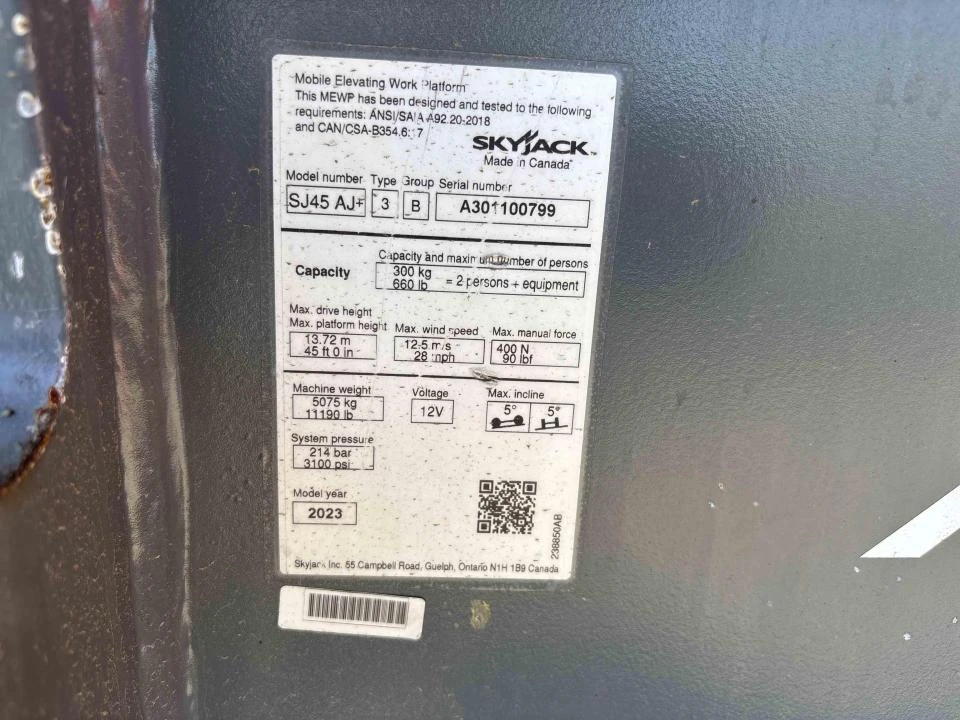 Mobile Elevating Work Platform
This MEWP has been designed and tested to the following
requirements: ANSI/SAIA A92.20-2018
and CAN/CSA-B354.6:17
SKYJACK
Made in Canada
Model number Type Group Serial number
SJ45 AJ+ 3 B A301100799
Capacity and maximum number of persons
Capacity
300 kg
660 lb
= 2 persons + equipment
Max. drive height
Max. platform height Max. wind speed Max. manual force
13.72 m 12.5 m/s 400 N
45 ft 0 in 28 mph 90 lbf
Machine weight Voltage Max. incline
5075 kg 12V 5° 5°
11190 lb
System pressure
214 bar
3100 psi
Model year
2023
238850AB
Skyjack Inc. 55 Campbell Road, Guelph, Ontario N1H 1B9 Canada